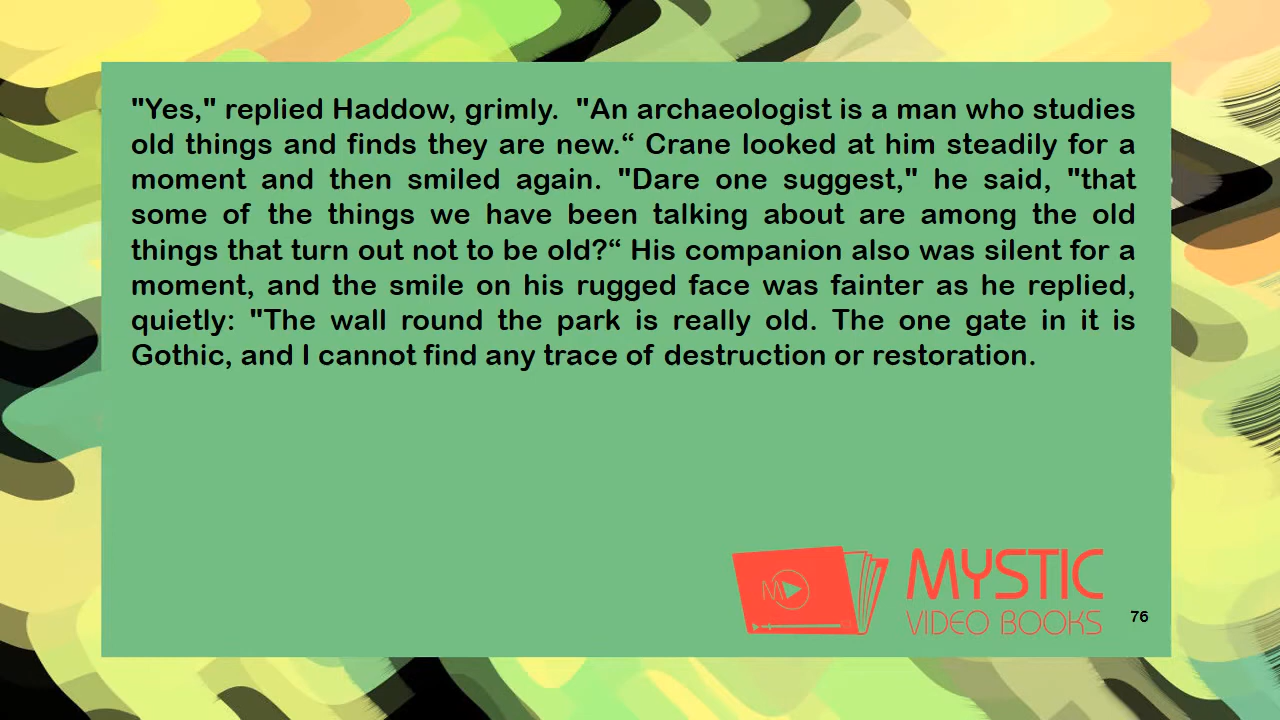 "Yes," replied Haddow, grimly.  "An archaeologist is a man who studies
old things and finds they are new.“ Crane looked at him steadily for a
moment and then smiled again. "Dare one suggest," he said, "that
some of the things we have been talking about are among the old
things that turn out not to be old?“ His companion also was silent for a
moment, and the smile on his rugged face was fainter as he replied,
quietly: "The wall round the park is really old. The one gate in it is
Gothic, and I cannot find any trace of destruction or restoration.
M
MYSTIC
VIDEO BOOKS
76